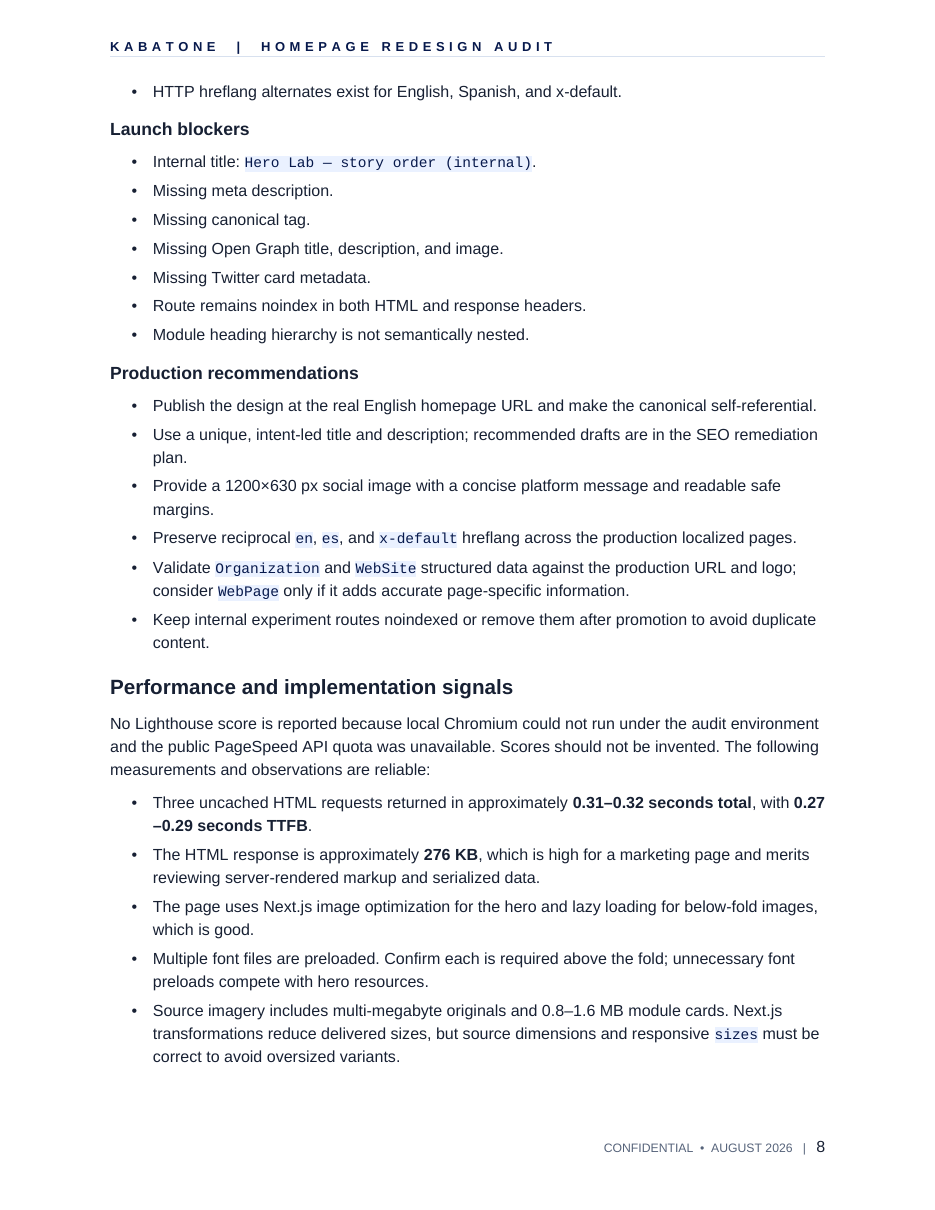 KABATONE | HOMEPAGE REDESIGN AUDIT
• HTTP hreflang alternates exist for English, Spanish, and x-default.
Launch blockers
• Internal title: Hero Lab — story order (internal).
• Missing meta description.
• Missing canonical tag.
• Missing Open Graph title, description, and image.
• Missing Twitter card metadata.
• Route remains noindex in both HTML and response headers.
• Module heading hierarchy is not semantically nested.
Production recommendations
• Publish the design at the real English homepage URL and make the canonical self-referential.
• Use a unique, intent-led title and description; recommended drafts are in the SEO remediation
plan.
• Provide a 1200×630 px social image with a concise platform message and readable safe
margins.
• Preserve reciprocal en, es, and x-default hreflang across the production localized pages.
• Validate Organization and WebSite structured data against the production URL and logo;
consider WebPage only if it adds accurate page-specific information.
• Keep internal experiment routes noindexed or remove them after promotion to avoid duplicate
content.
Performance and implementation signals
No Lighthouse score is reported because local Chromium could not run under the audit environment
and the public PageSpeed API quota was unavailable. Scores should not be invented. The following
measurements and observations are reliable:
• Three uncached HTML requests returned in approximately 0.31–0.32 seconds total, with 0.27
–0.29 seconds TTFB.
• The HTML response is approximately 276 KB, which is high for a marketing page and merits
reviewing server-rendered markup and serialized data.
• The page uses Next.js image optimization for the hero and lazy loading for below-fold images,
which is good.
• Multiple font files are preloaded. Confirm each is required above the fold; unnecessary font
preloads compete with hero resources.
• Source imagery includes multi-megabyte originals and 0.8–1.6 MB module cards. Next.js
transformations reduce delivered sizes, but source dimensions and responsive sizes must be
correct to avoid oversized variants.
CONFIDENTIAL • AUGUST 2026 | 8